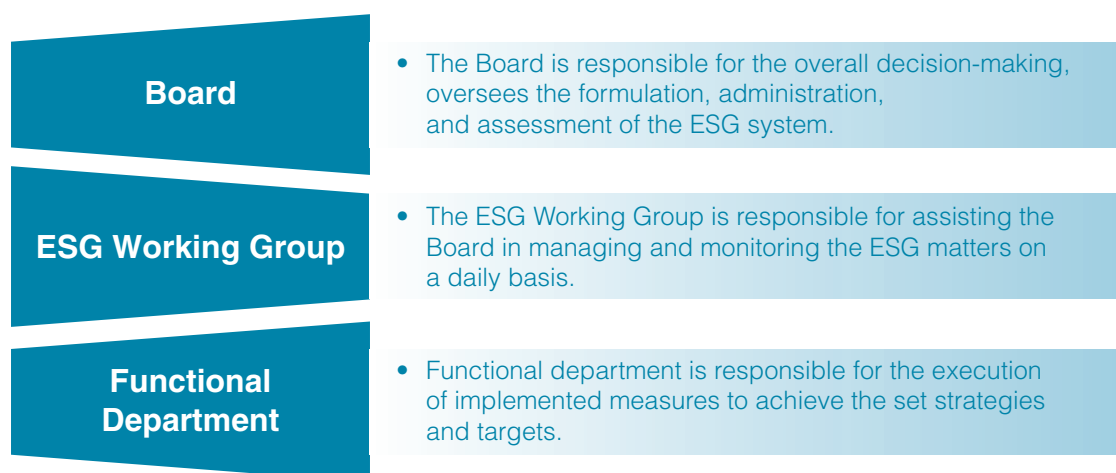 Board
• The Board is responsible for the overall decision-making,
oversees the formulation, administration,
and assessment of the ESG system.
ESG Working Group
• The ESG Working Group is responsible for assisting the
Board in managing and monitoring the ESG matters on
a daily basis.
Functional
Department
• Functional department is responsible for the execution
of implemented measures to achieve the set strategies
and targets.